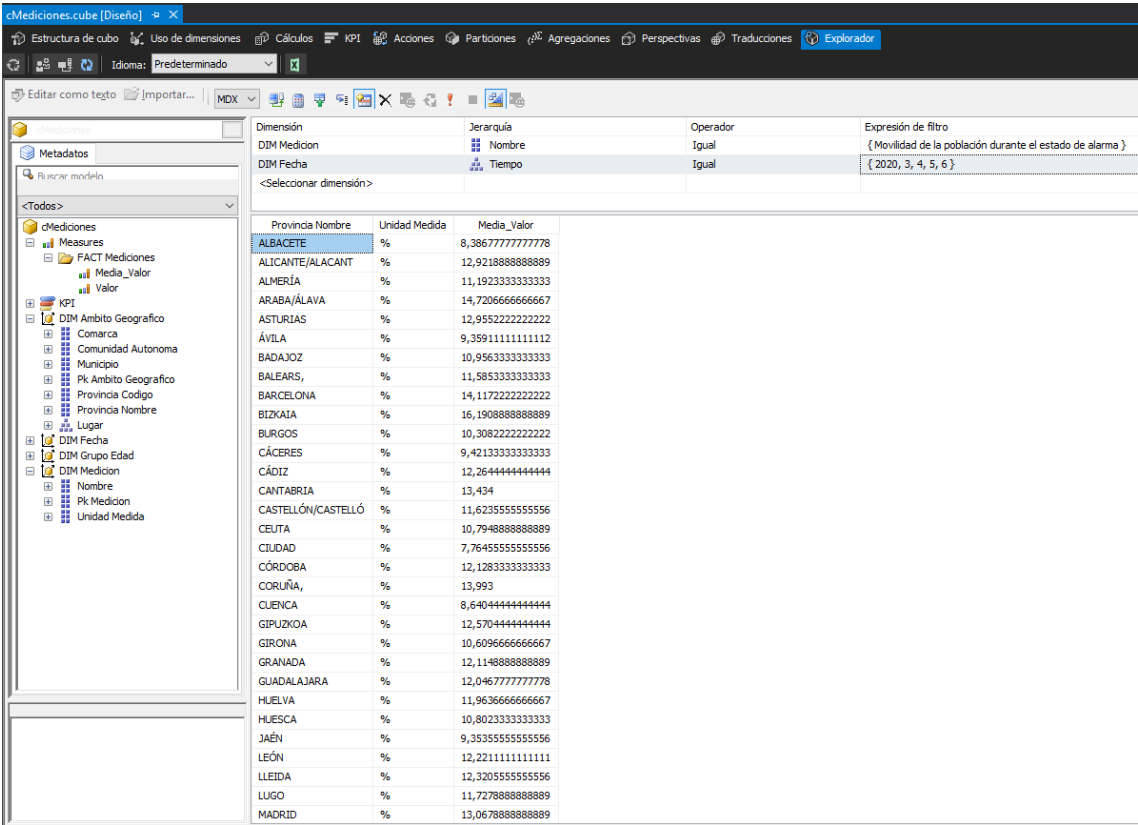 cMediciones.cube [Diseño]
Estructura de cubo Uso de dimensiones Cálculos KPI Acciones Particiones Agregaciones Perspectivas Traducciones Explorador
Idioma: Predeterminado
Editar como texto Importar... MDX
cMediciones
Metadatos
Buscar modelo
<Todos>
cMediciones
Measures
FACT Mediciones
Media_Valor
Valor
KPI
DIM Ambito Geografico
Comarca
Comunidad Autonoma
Municipio
Pk Ambito Geografico
Provincia Codigo
Provincia Nombre
Lugar
DIM Fecha
DIM Grupo Edad
DIM Medicion
Nombre
Pk Medicion
Unidad Medida
Dimensión Jerarquía Operador Expresión de filtro
DIM Medicion Nombre Igual { Movilidad de la población durante el estado de alarma }
DIM Fecha Tiempo Igual { 2020, 3, 4, 5, 6 }
<Seleccionar dimensión>
Provincia Nombre Unidad Medida Media_Valor
ALBACETE % 8,38677777777778
ALICANTE/ALACANT % 12,9218888888889
ALMERÍA % 11,1923333333333
ARABA/ÁLAVA % 14,7206666666667
ASTURIAS % 12,9552222222222
ÁVILA % 9,35911111111112
BADAJOZ % 10,9563333333333
BALEARS, % 11,5853333333333
BARCELONA % 14,1172222222222
BIZKAIA % 16,1908888888889
BURGOS % 10,3082222222222
CÁCERES % 9,42133333333333
CÁDIZ % 12,2644444444444
CANTABRIA % 13,434
CASTELLÓN/CASTELLÓ % 11,6235555555556
CEUTA % 10,7948888888889
CIUDAD % 7,76455555555556
CÓRDOBA % 12,1283333333333
CORUÑA, % 13,993
CUENCA % 8,64044444444444
GIPUZKOA % 12,5704444444444
GIRONA % 10,6096666666667
GRANADA % 12,1148888888889
GUADALAJARA % 12,0467777777778
HUELVA % 11,9636666666667
HUESCA % 10,8023333333333
JAÉN % 9,35355555555556
LEÓN % 12,2211111111111
LLEIDA % 12,3205555555556
LUGO % 11,7278888888889
MADRID % 13,0678888888889